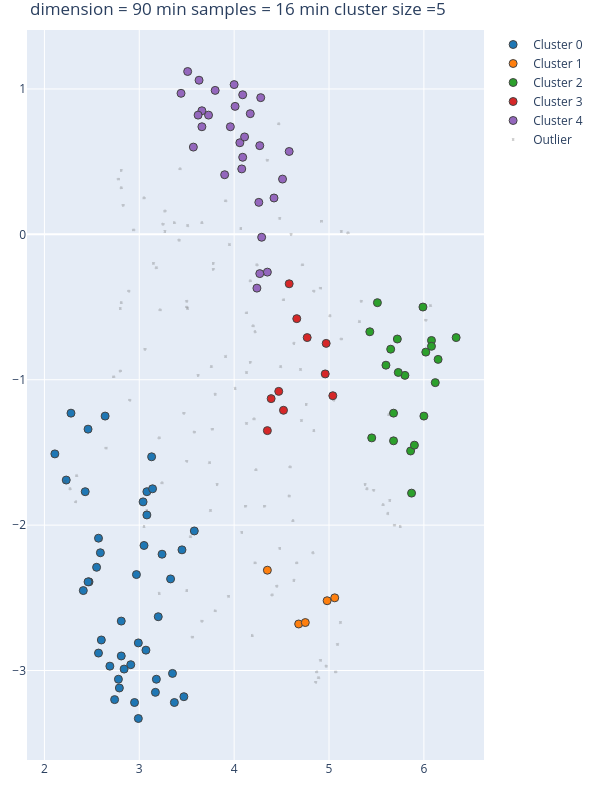 dimension = 90 min samples = 16 min cluster size =5
Cluster 0
Cluster 1
Cluster 2
Cluster 3
Cluster 4
Outlier
1
0
−1
−2
−3
2
3
4
5
6